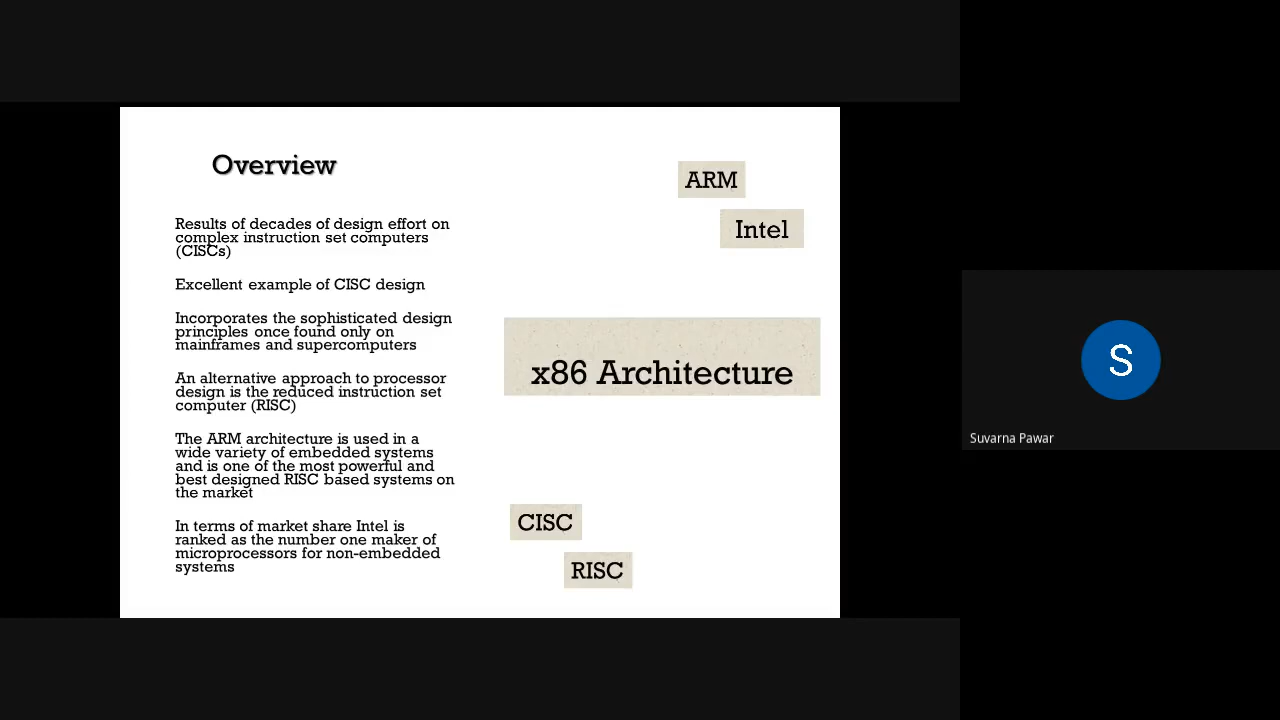 Overview
Results of decades of design effort on
complex instruction set computers
(CISCs)
Excellent example of CISC design
Incorporates the sophisticated design
principles once found only on
mainframes and supercomputers
An alternative approach to processor
design is the reduced instruction set
computer (RISC)
The ARM architecture is used in a
wide variety of embedded systems
and is one of the most powerful and
best designed RISC based systems on
the market
In terms of market share Intel is
ranked as the number one maker of
microprocessors for non-embedded
systems
ARM
Intel
x86 Architecture
CISC
RISC
S
Suvarna Pawar